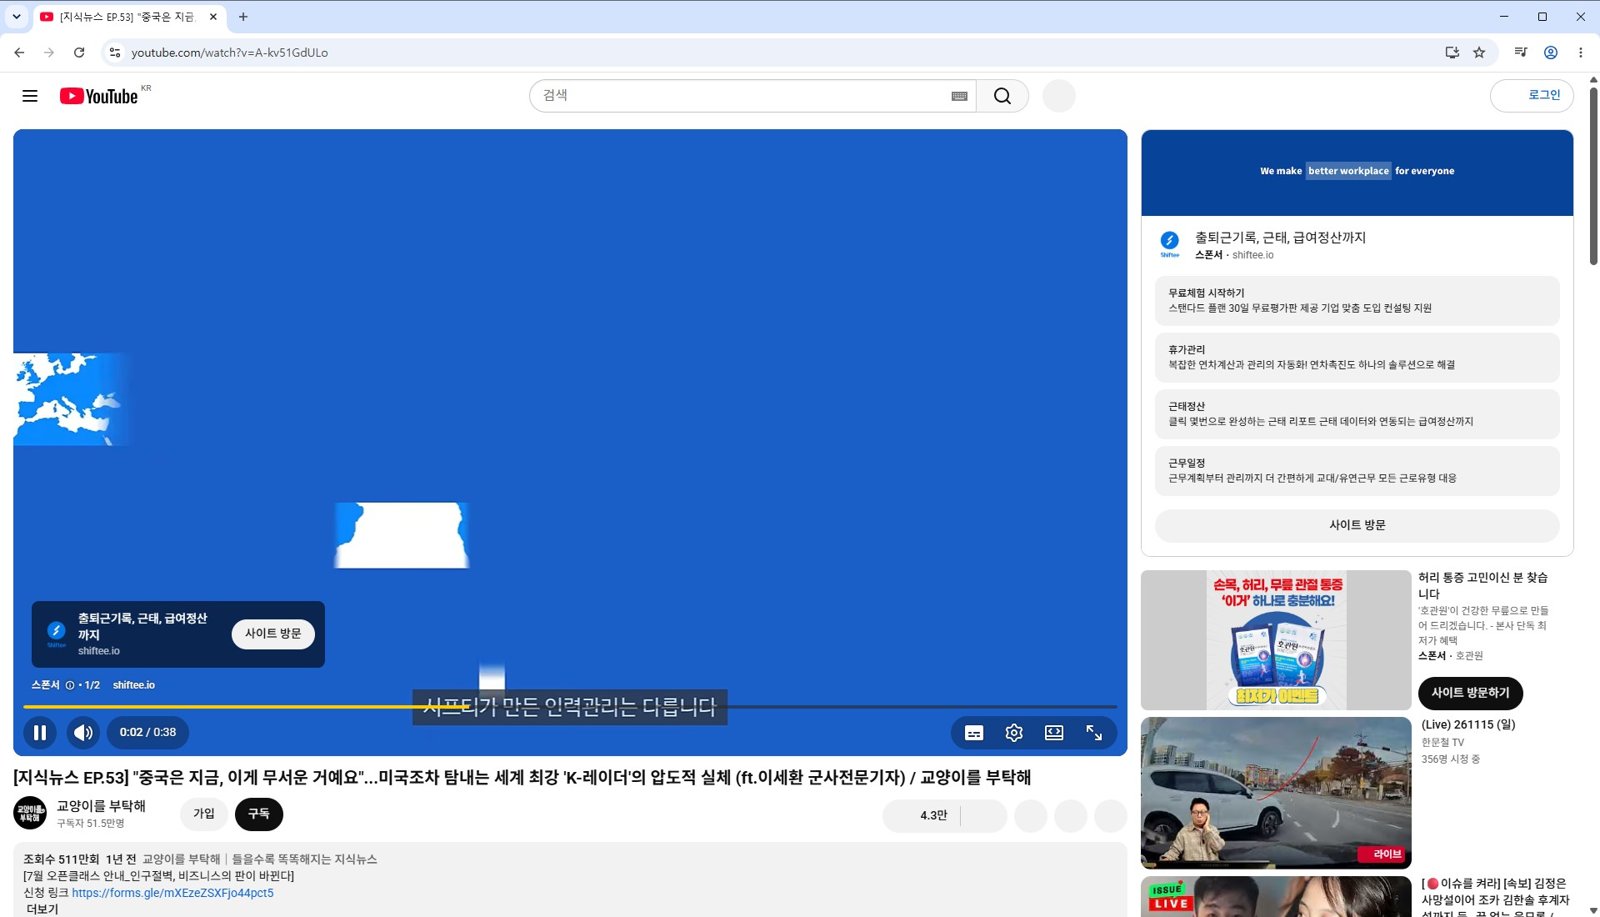 [지식뉴스 EP.53] "중국은 지금
youtube.com/watch?v=A-kv51GdULo
YouTube KR
검색
로그인
We make better workplace for everyone
출퇴근기록, 근태, 급여정산까지
Shiftee
스폰서 · shiftee.io
무료체험 시작하기
스탠다드 플랜 30일 무료평가판 제공 기업 맞춤 도입 컨설팅 지원
휴가관리
복잡한 연차계산과 관리의 자동화! 연차촉진도 하나의 솔루션으로 해결
근태정산
클릭 몇번으로 완성하는 근태 리포트 근태 데이터와 연동되는 급여정산까지
근무일정
근무계획부터 관리까지 더 간편하게 교대/유연근무 모든 근로유형 대응
사이트 방문
출퇴근기록, 근태, 급여정산
까지
Shiftee
shiftee.io
사이트 방문
스폰서 · 1/2 shiftee.io
시프티가 만든 인력관리는 다릅니다
0:02 / 0:38
손목, 허리, 무릎 관절 통증
'이거' 하나로 충분해요!
호관원
호관원
최저가 이벤트
허리 통증 고민이신 분 찾습
니다
'호관원'이 건강한 무릎으로 만들
어 드리겠습니다. - 본사 단독 최
저가 혜택
스폰서 · 호관원
사이트 방문하기
라이브
(Live) 261115 (일)
한문철 TV
356명 시청 중
ISSUE
LIVE
[🔴이슈를 켜라] [속보] 김정은
사망설이어 조카 김한솔 후계자
[지식뉴스 EP.53] "중국은 지금, 이게 무서운 거예요"...미국조차 탐내는 세계 최강 'K-레이더'의 압도적 실체 (ft.이세환 군사전문기자) / 교양이를 부탁해
교양이를
부탁해
교양이를 부탁해
구독자 51.5만명
가입
구독
4.3만
조회수 511만회 1년 전 교양이를 부탁해｜들을수록 똑똑해지는 지식뉴스
[7월 오픈클래스 안내_인구절벽, 비즈니스의 판이 바뀐다]
신청 링크 https://forms.gle/mXEzeZSXFjo44pct5
더보기